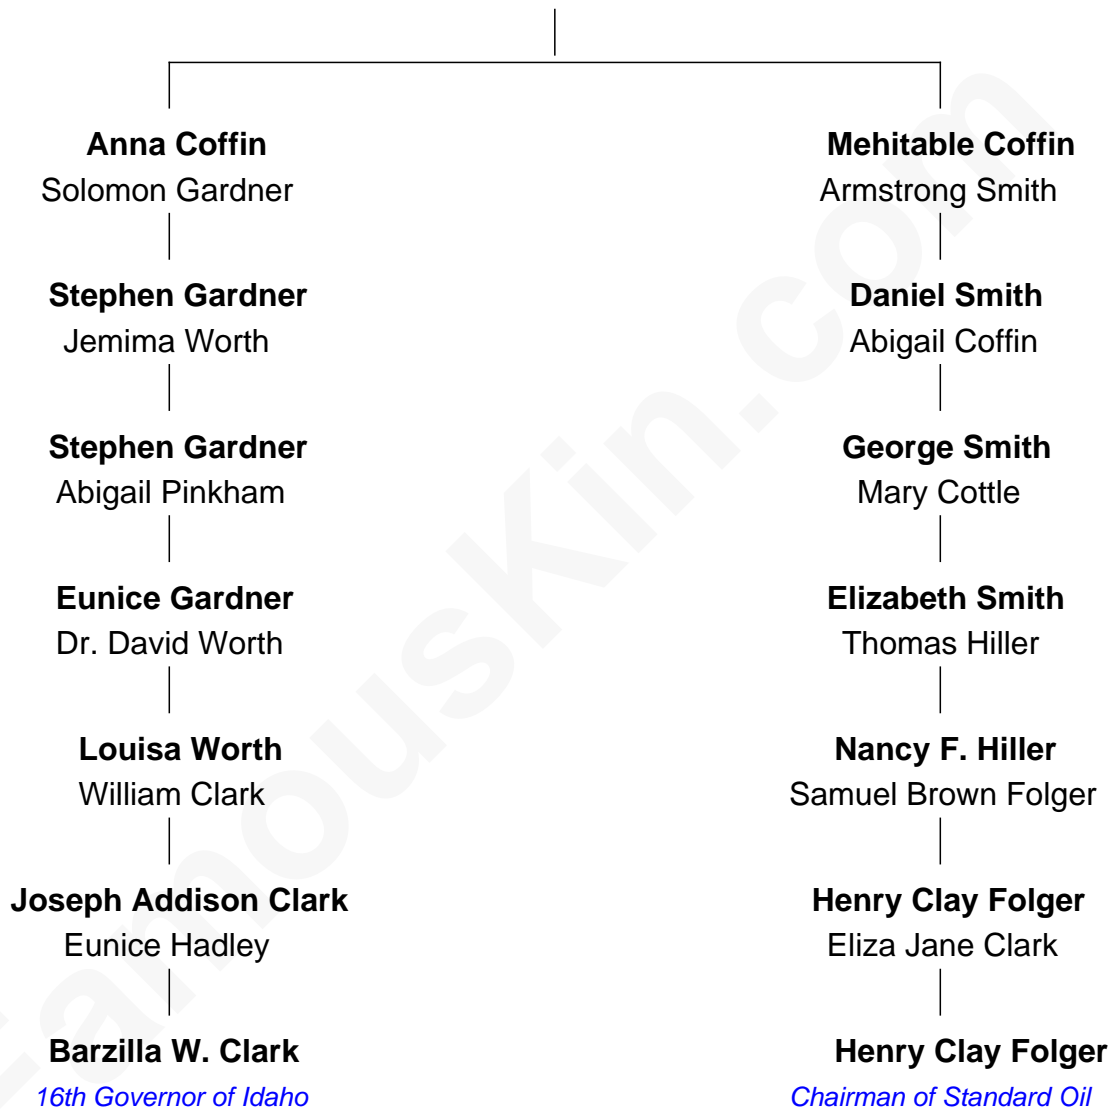 Anna Coffin
Solomon Gardner
Mehitable Coffin
Armstrong Smith
Stephen Gardner
Jemima Worth
Daniel Smith
Abigail Coffin
Stephen Gardner
Abigail Pinkham
George Smith
Mary Cottle
Eunice Gardner
Dr. David Worth
Elizabeth Smith
Thomas Hiller
Louisa Worth
William Clark
Nancy F. Hiller
Samuel Brown Folger
Joseph Addison Clark
Eunice Hadley
Henry Clay Folger
Eliza Jane Clark
Barzilla W. Clark
16th Governor of Idaho
Henry Clay Folger
Chairman of Standard Oil
FamousKin.com